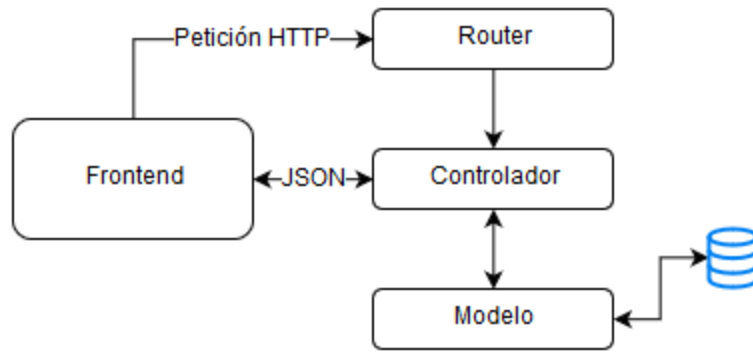 Petición HTTP
Router
Frontend
JSON
Controlador
Modelo